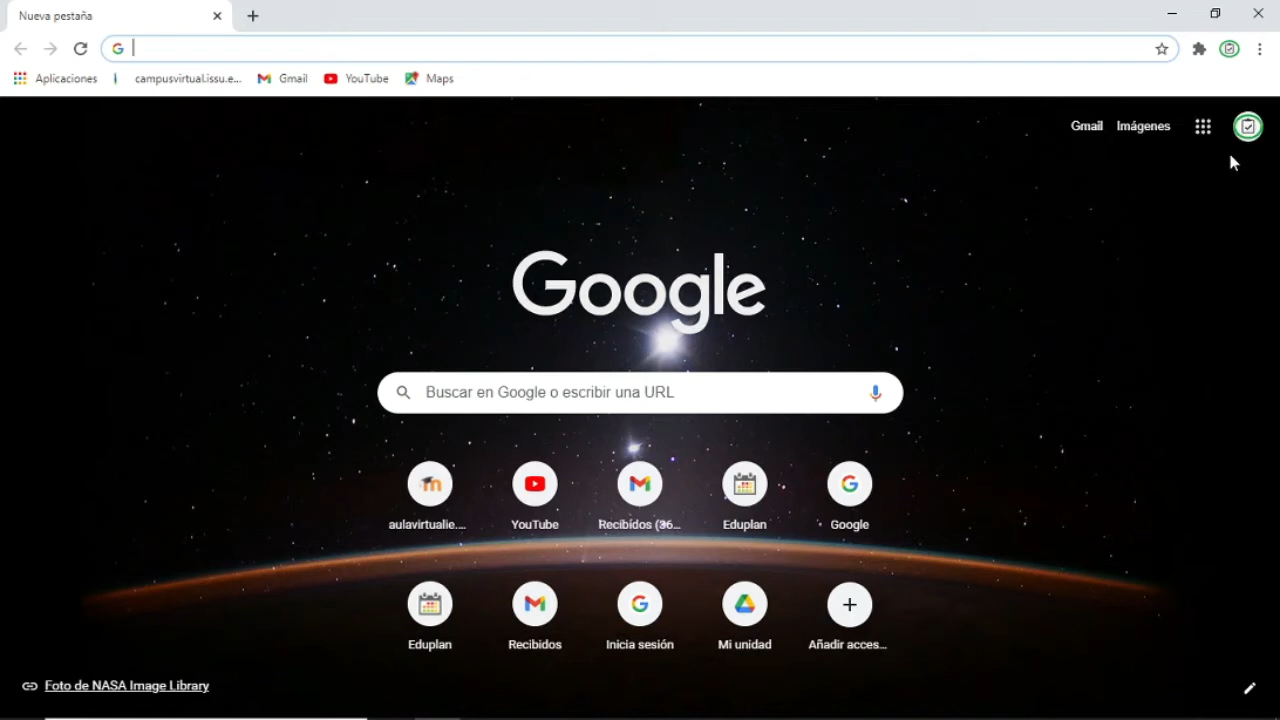 Nueva pestaña
Aplicaciones campusvirtual.issu.e... Gmail YouTube Maps
Gmail Imágenes
Google
Buscar en Google o escribir una URL
aulavirtualie.... YouTube Recibidos (36... Eduplan Google
Eduplan Recibidos Inicia sesión Mi unidad Añadir acces...
Foto de NASA Image Library